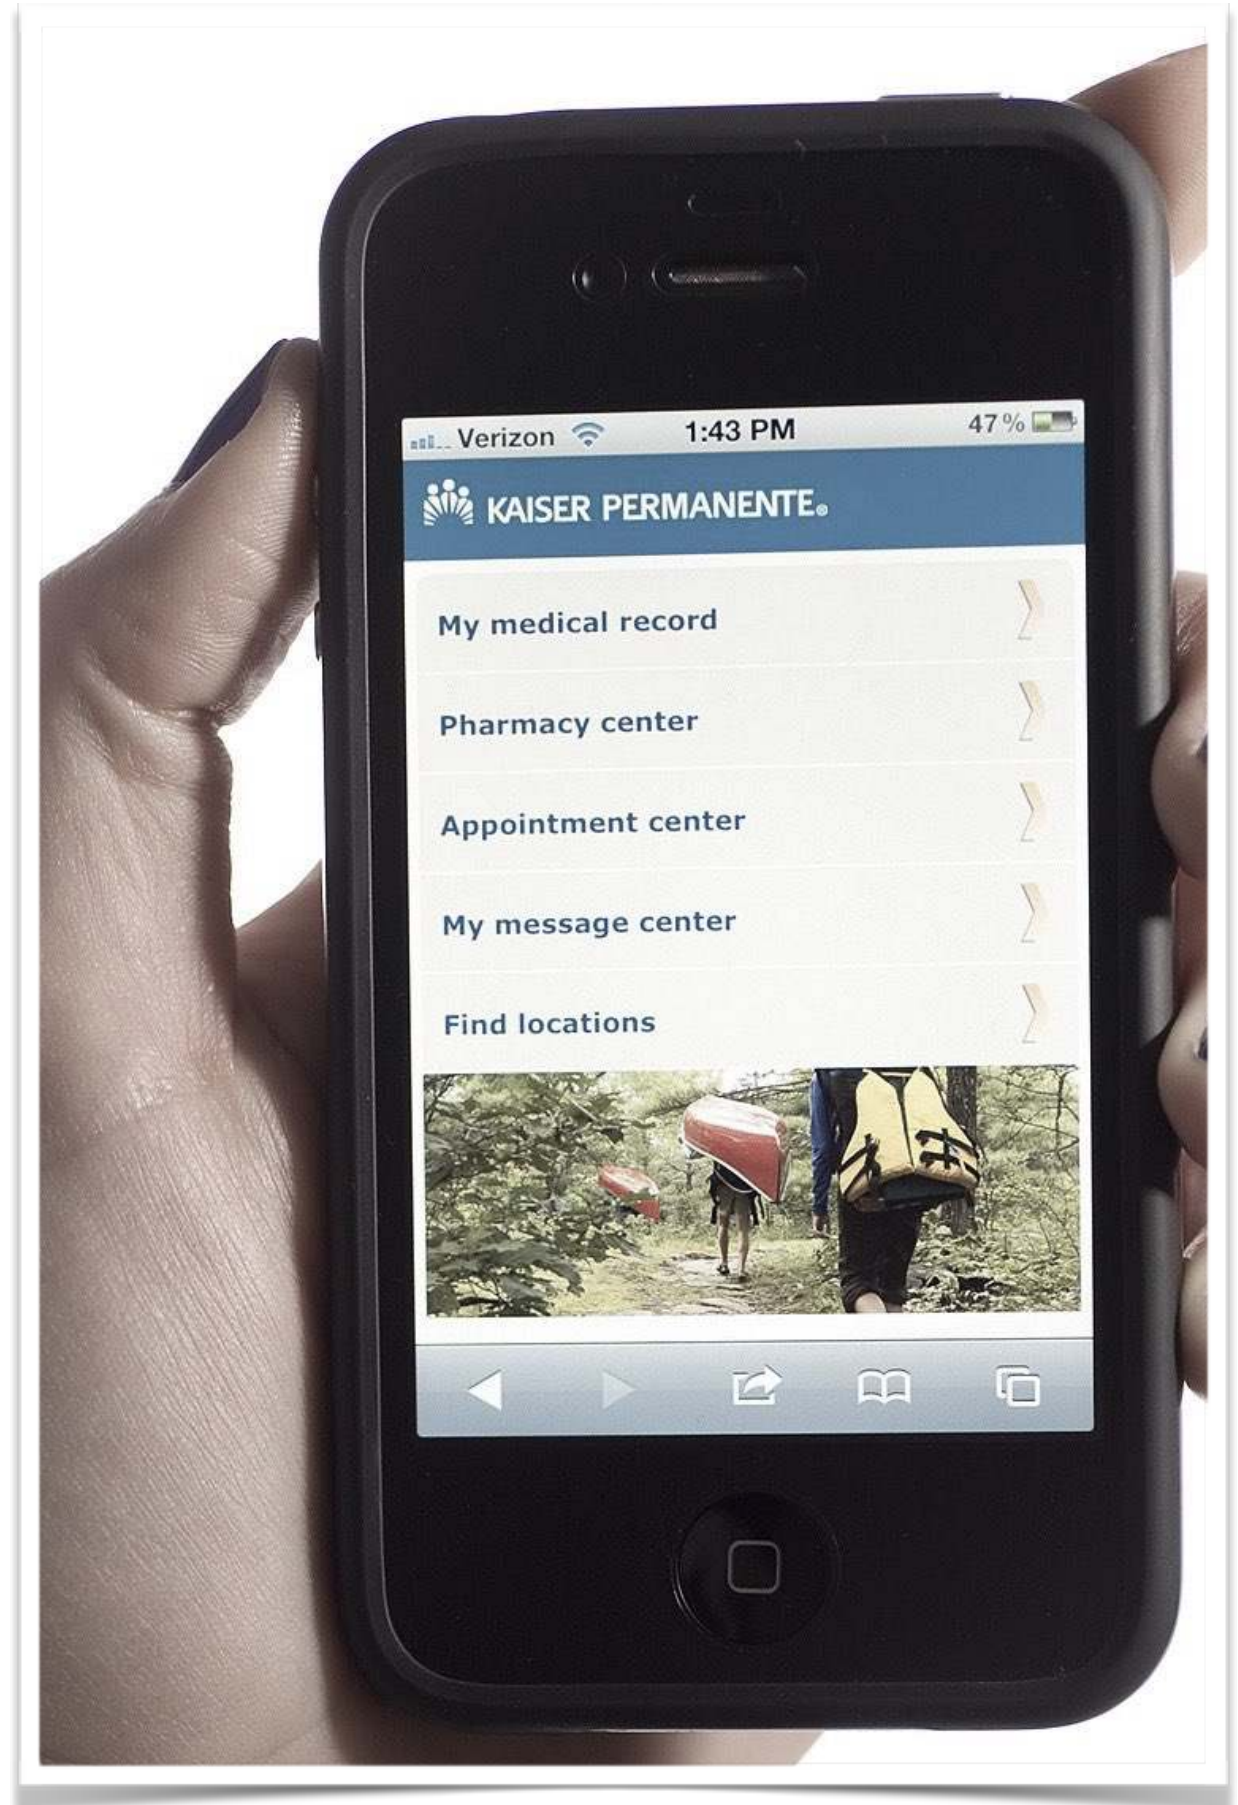 Verizon 1:43 PM 47%
KAISER PERMANENTE®
My medical record
Pharmacy center
Appointment center
My message center
Find locations